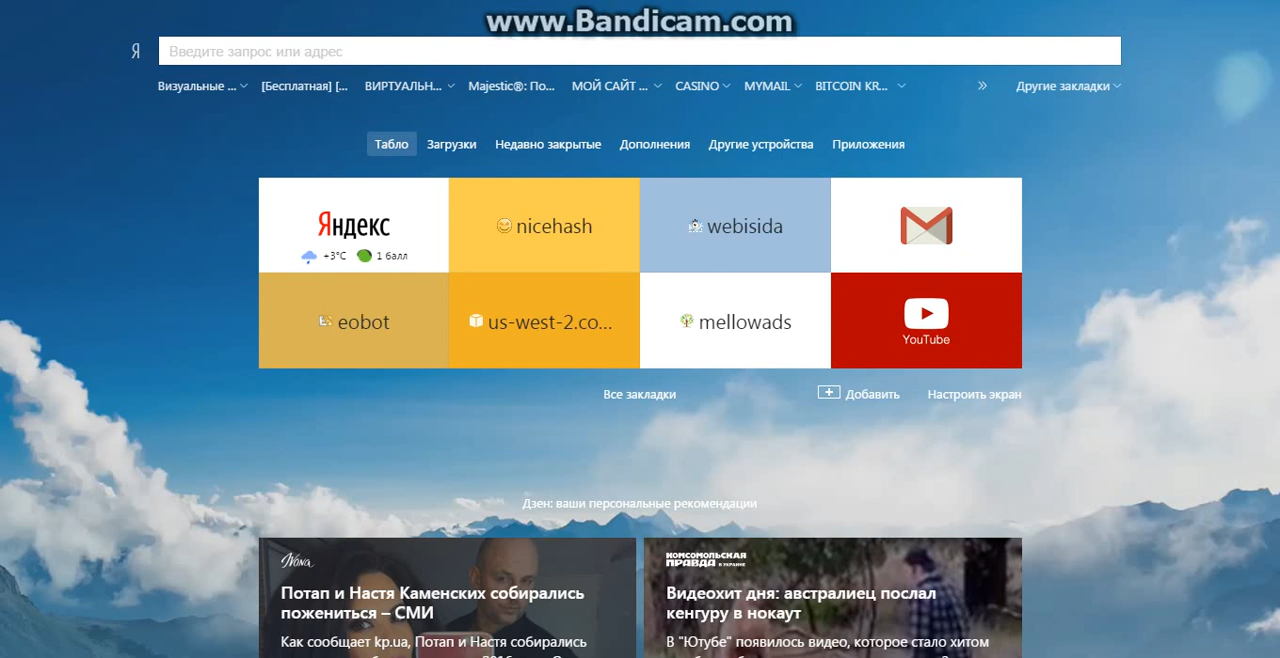 www.Bandicam.com
Я
Введите запрос или адрес
Визуальные ...
[Бесплатная] [...
ВИРТУАЛЬН...
Majestic®: По...
МОЙ САЙТ ...
CASINO
MYMAIL
BITCOIN KR...
Другие закладки
Табло
Загрузки
Недавно закрытые
Дополнения
Другие устройства
Приложения
Яндекс
+3°C 1 балл
nicehash
webisida
eobot
us-west-2.co...
mellowads
YouTube
Все закладки
Добавить
Настроить экран
Дзен: ваши персональные рекомендации
Nona
Потап и Настя Каменских собирались
пожениться – СМИ
Как сообщает kp.ua, Потап и Настя собирались
КОМСОМОЛЬСКАЯ
ПРАВДА В УКРАИНЕ
Видеохит дня: австралиец послал
кенгуру в нокаут
В "Ютубе" появилось видео, которое стало хитом